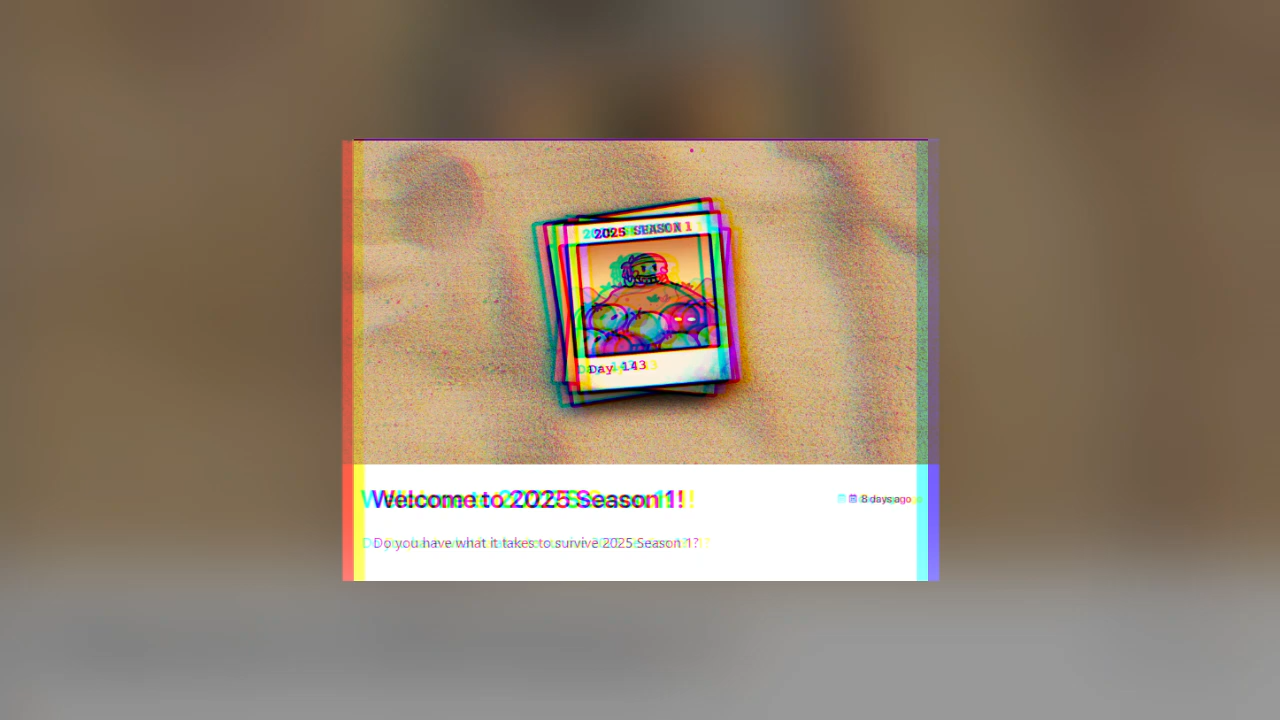 2025 SEASON 1
Day 143
Welcome to 2025 Season 1!
8 days ago
Do you have what it takes to survive 2025 Season 1?